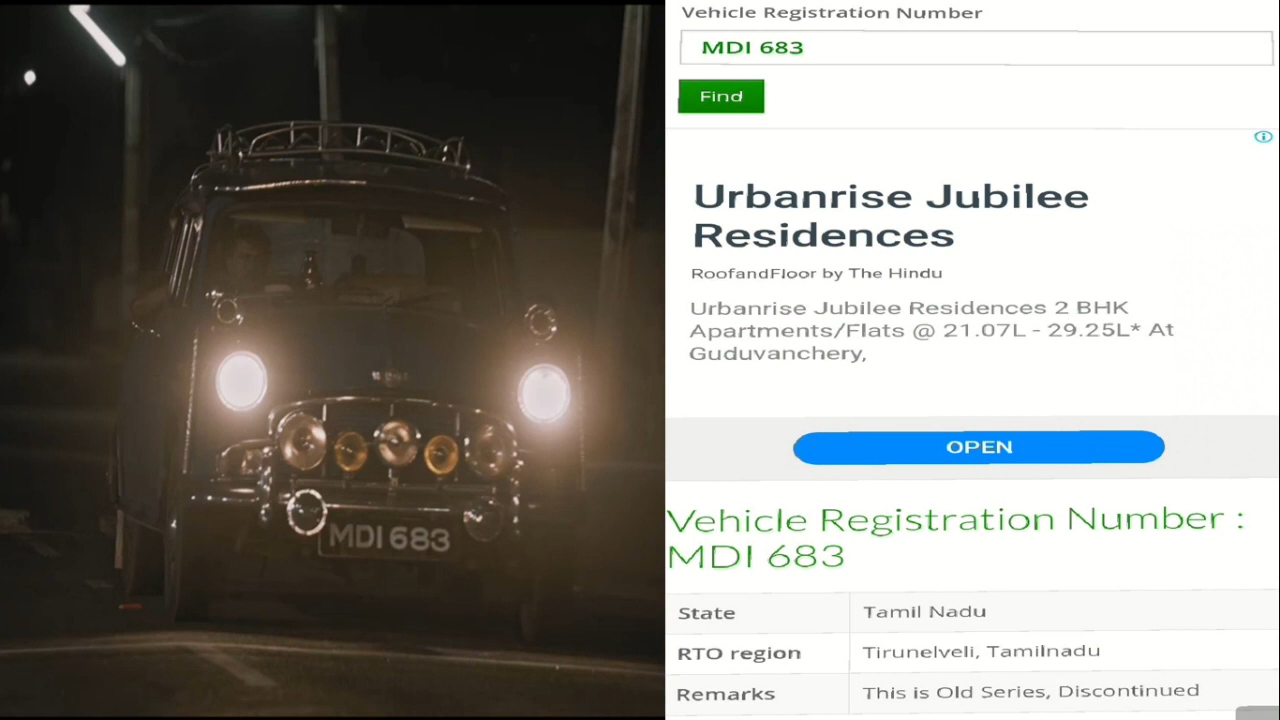 MDI 683
Vehicle Registration Number
MDI 683
Find
Urbanrise Jubilee
Residences
RoofandFloor by The Hindu
Urbanrise Jubilee Residences 2 BHK
Apartments/Flats @ 21.07L - 29.25L* At
Guduvanchery,
OPEN
Vehicle Registration Number :
MDI 683
State Tamil Nadu
RTO region Tirunelveli, Tamilnadu
Remarks This is Old Series, Discontinued